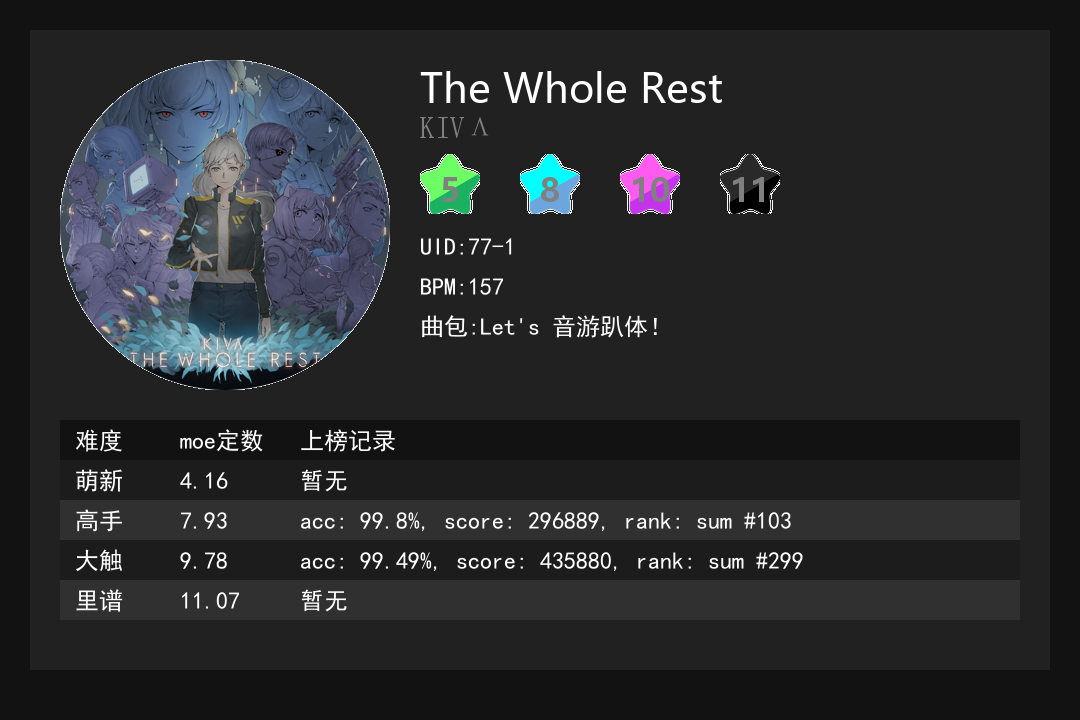 The Whole Rest
KIVΛ
5 8 10 11
UID:77-1
BPM:157
曲包:Let's 音游趴体!
KIVΛ
THE WHOLE REST
难度 moe定数 上榜记录
萌新 4.16 暂无
高手 7.93 acc: 99.8%, score: 296889, rank: sum #103
大触 9.78 acc: 99.49%, score: 435880, rank: sum #299
里谱 11.07 暂无